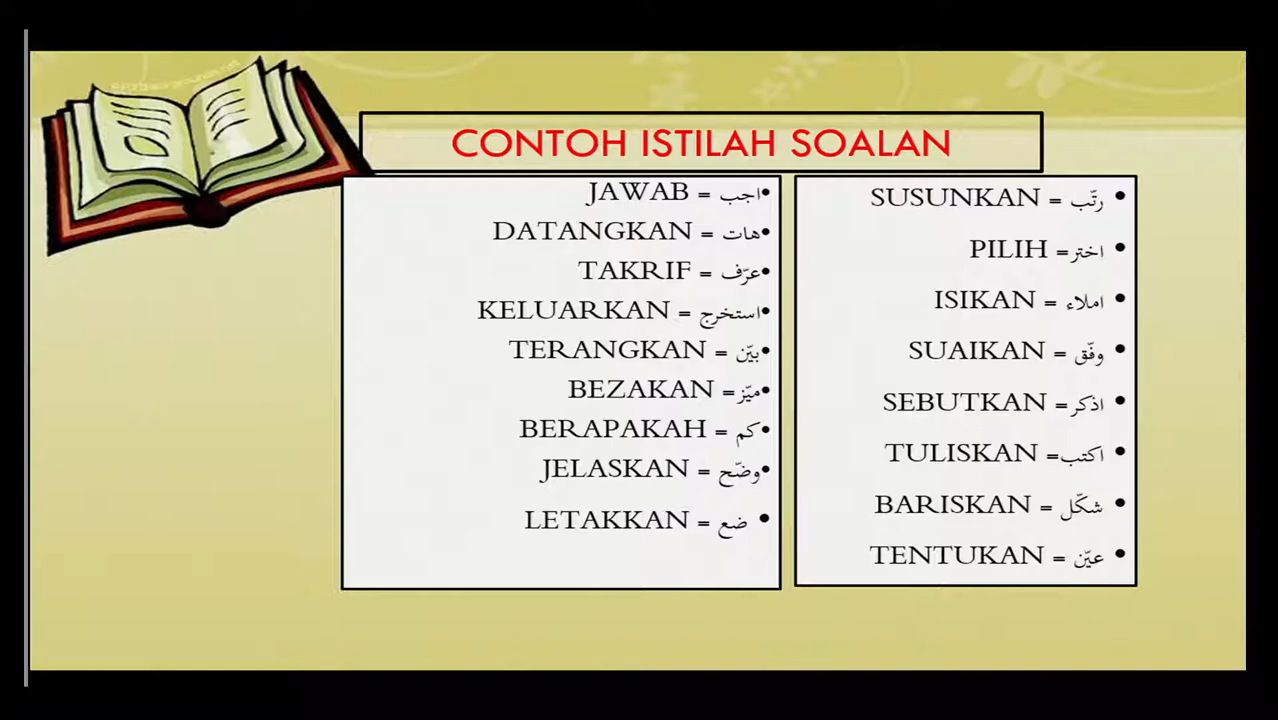 CONTOH ISTILAH SOALAN
•رتّب = SUSUNKAN
•اختر= PILIH
•املاء = ISIKAN
•وفّق = SUAIKAN
•اذكر= SEBUTKAN
•اكتب= TULISKAN
•شكّل = BARISKAN
•عيّن = TENTUKAN
•اجب = JAWAB
•هات = DATANGKAN
•عرّف = TAKRIF
•استخرج = KELUARKAN
•بيّن = TERANGKAN
•ميّز= BEZAKAN
•كم = BERAPAKAH
•وضّح = JELASKAN
•ضع = LETAKKAN